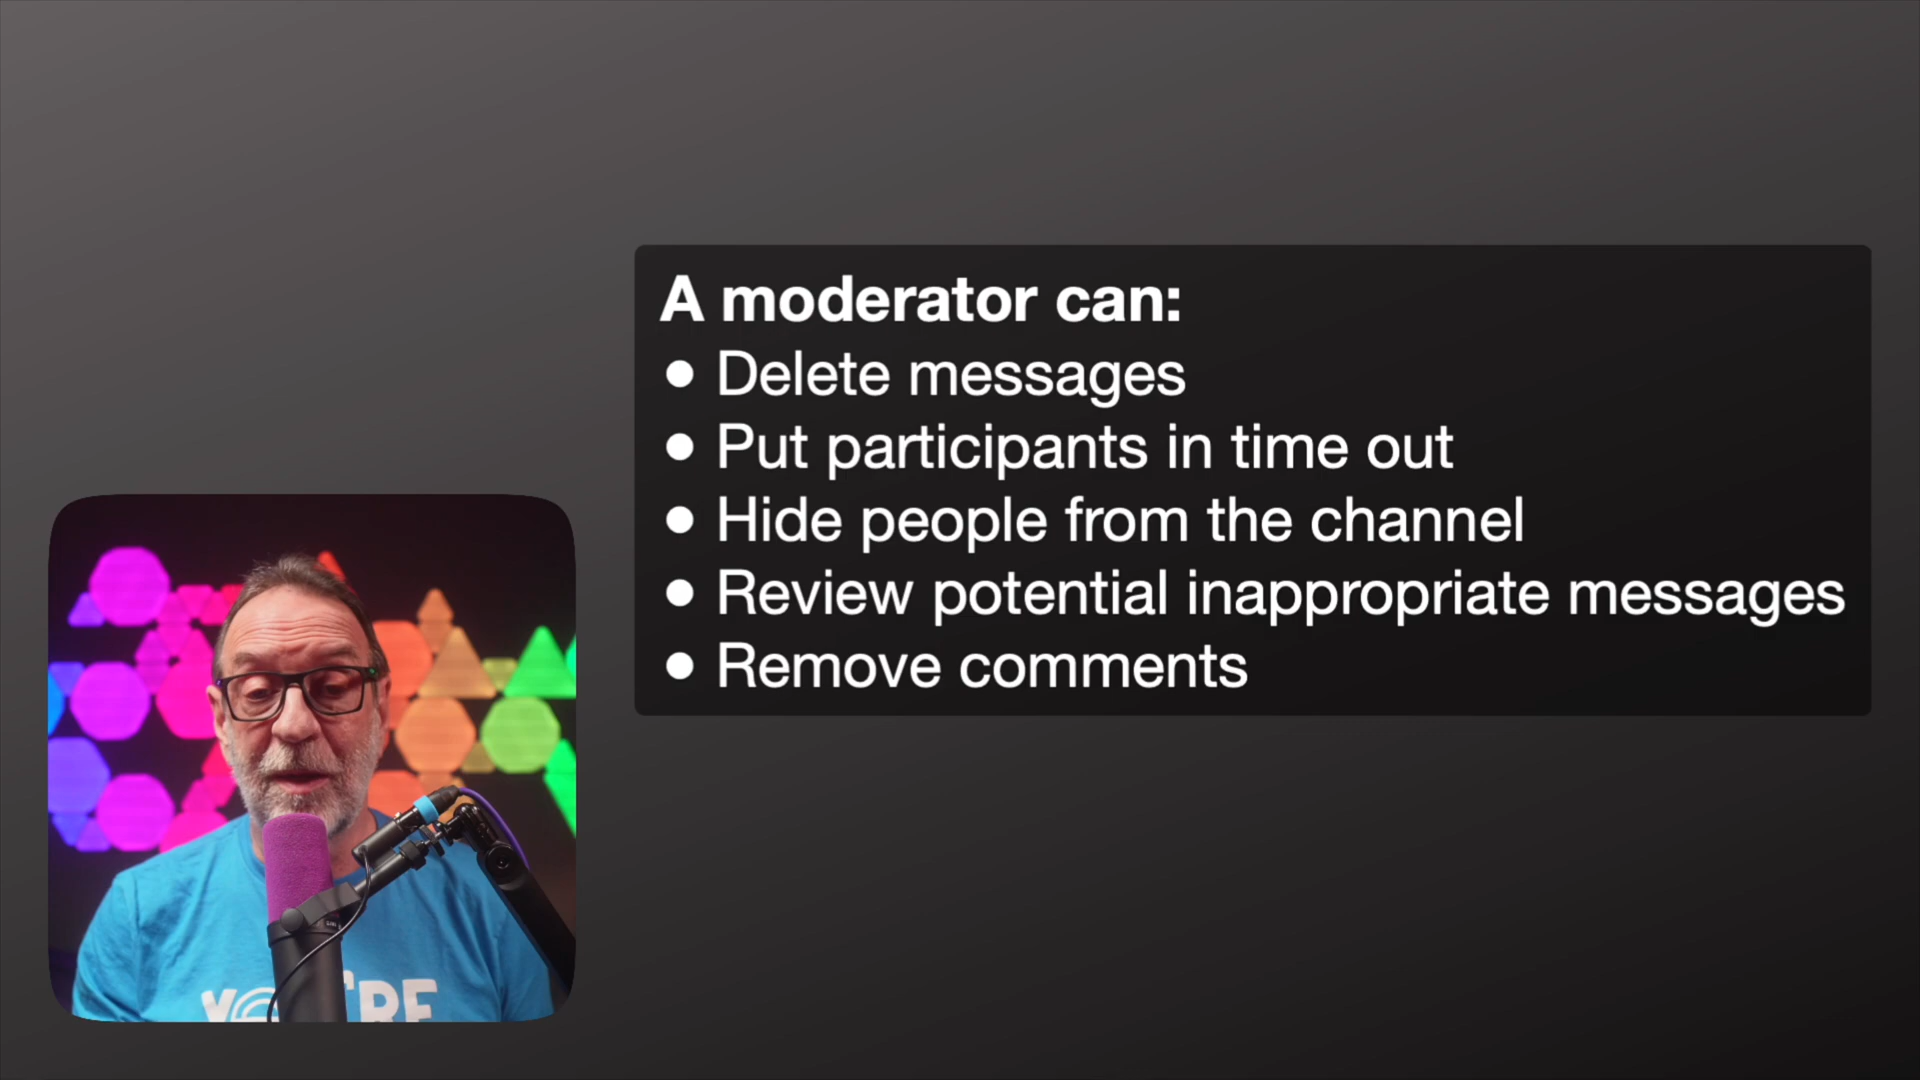 A moderator can:
● Delete messages
● Put participants in time out
● Hide people from the channel
● Review potential inappropriate messages
● Remove comments